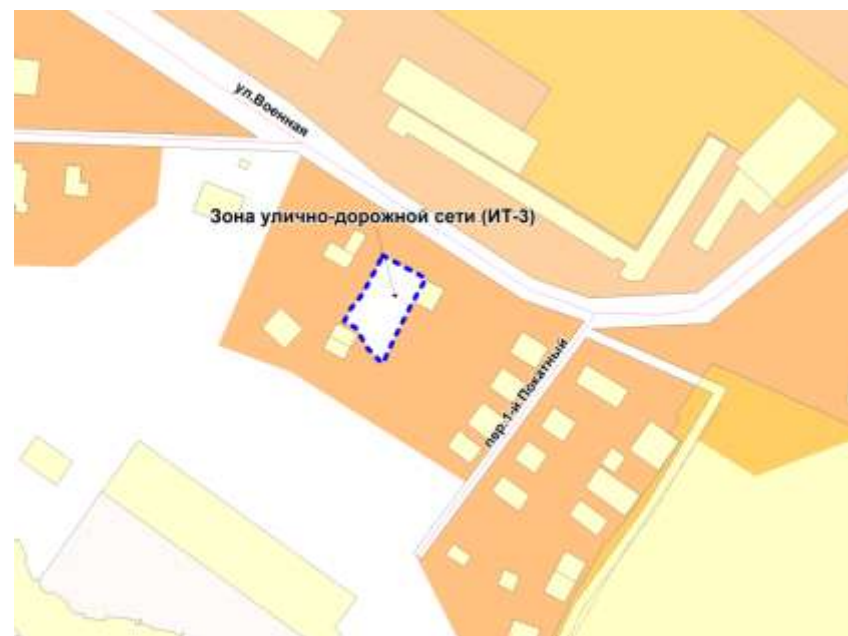 ул.Военная
Зона улично-дорожной сети (ИТ-3)
пер.1-й Покатный